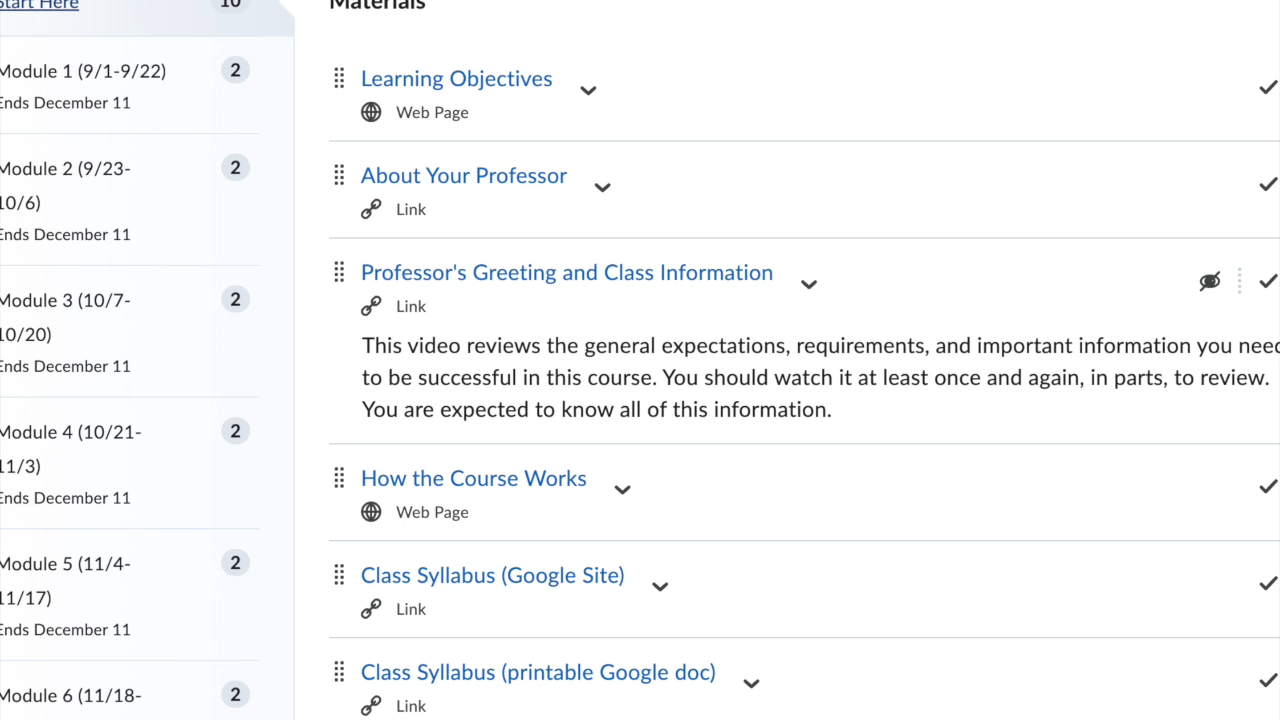 Start Here 10
Module 1 (9/1-9/22) 2
Ends December 11
Module 2 (9/23- 2
10/6)
Ends December 11
Module 3 (10/7- 2
10/20)
Ends December 11
Module 4 (10/21- 2
11/3)
Ends December 11
Module 5 (11/4- 2
11/17)
Ends December 11
Module 6 (11/18- 2
Materials
Learning Objectives
Web Page
About Your Professor
Link
Professor's Greeting and Class Information
Link
This video reviews the general expectations, requirements, and important information you need
to be successful in this course. You should watch it at least once and again, in parts, to review.
You are expected to know all of this information.
How the Course Works
Web Page
Class Syllabus (Google Site)
Link
Class Syllabus (printable Google doc)
Link